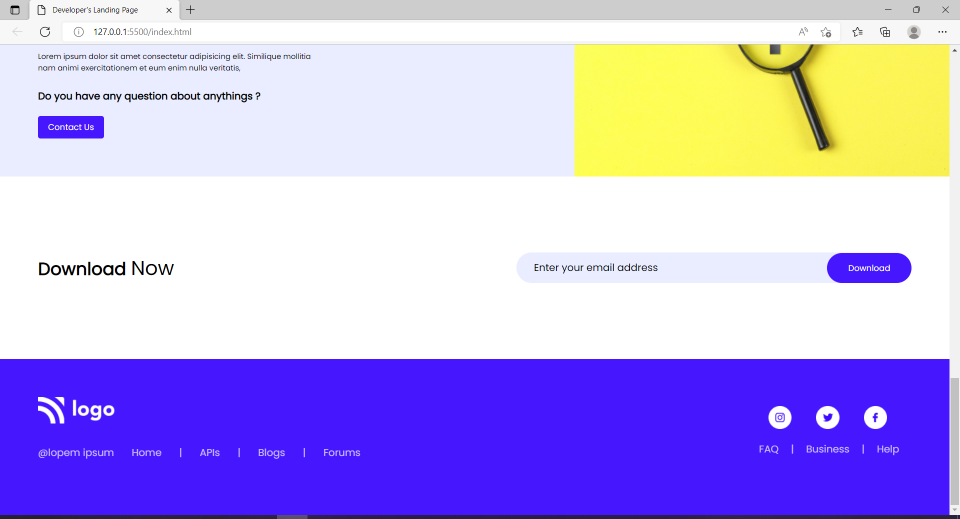 Developer's Landing Page
127.0.0.1:5500/index.html
Lorem ipsum dolor sit amet consectetur adipisicing elit. Similique mollitia
nam animi exercitationem et eum enim nulla veritatis,
Do you have any question about anythings ?
Contact Us
Download Now
Enter your email address
Download
logo
@lopem ipsum Home | APIs | Blogs | Forums
FAQ | Business | Help